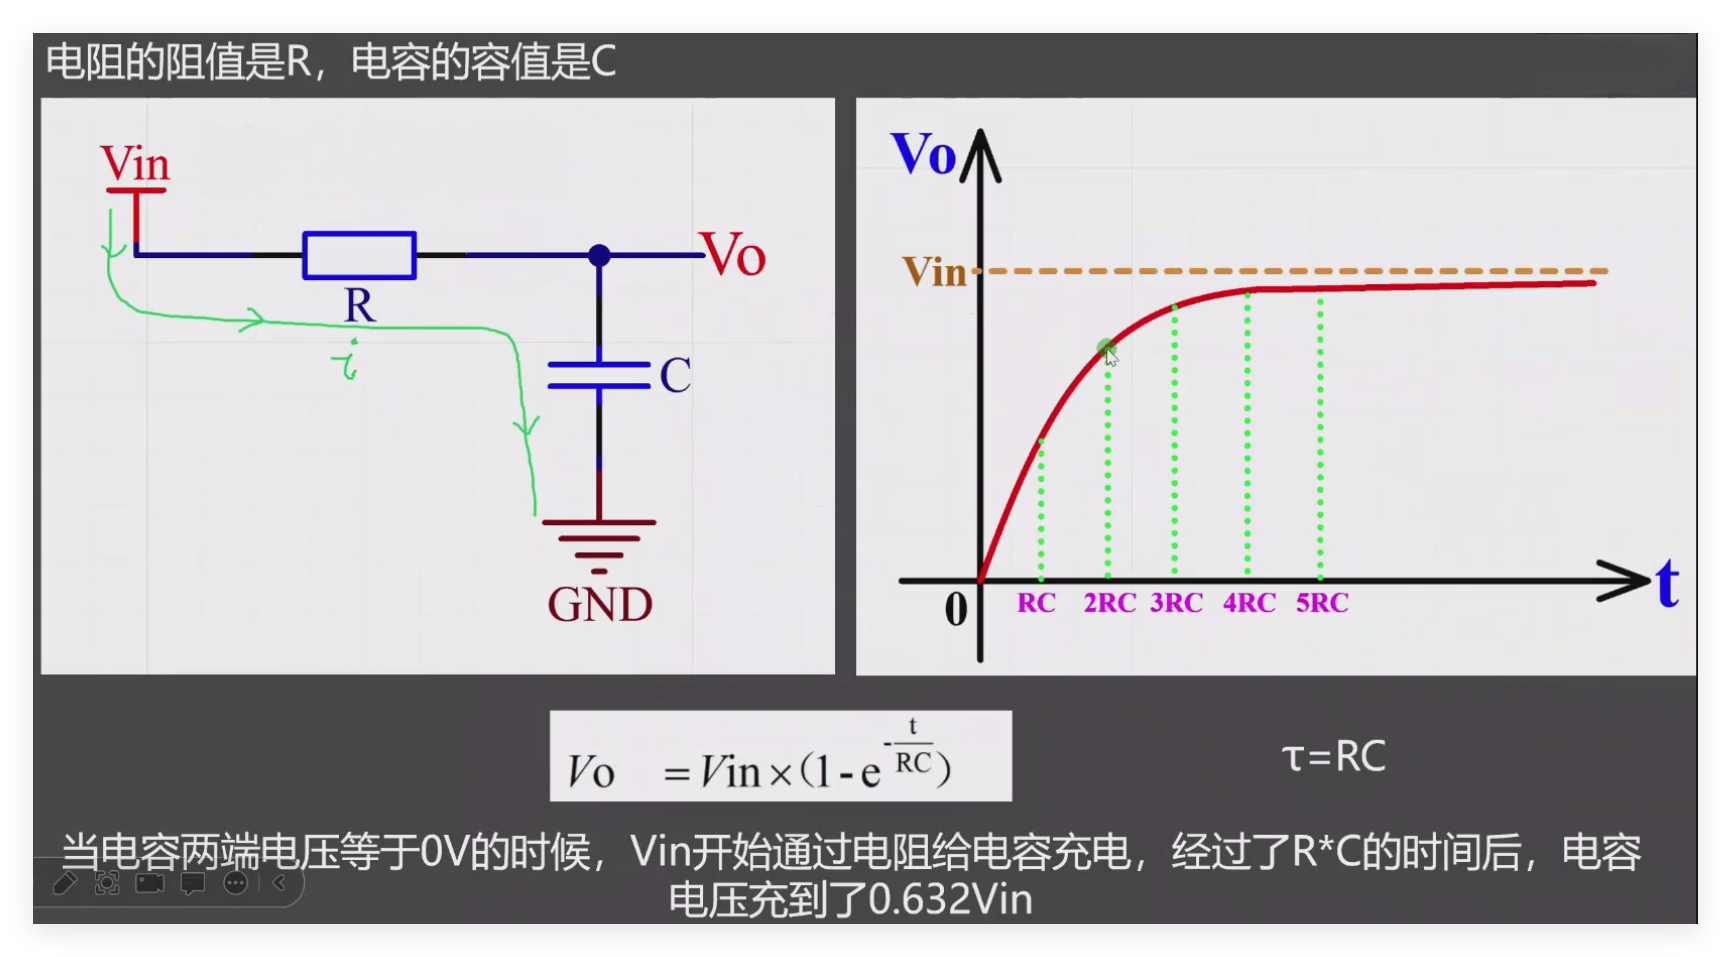 电阻的阻值是R，电容的容值是C
Vin
R
Vo
C
GND
Vo
Vin
0
RC 2RC 3RC 4RC 5RC
t
Vo = Vin×(1-e^(-t/RC))
τ=RC
当电容两端电压等于0V的时候，Vin开始通过电阻给电容充电，经过了R*C的时间后，电容
电压充到了0.632Vin